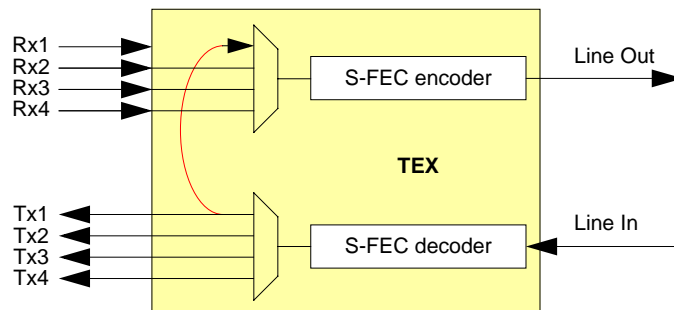 Rx1
Rx2
Rx3
Rx4
S-FEC encoder
Line Out
TEX
Tx1
Tx2
Tx3
Tx4
S-FEC decoder
Line In